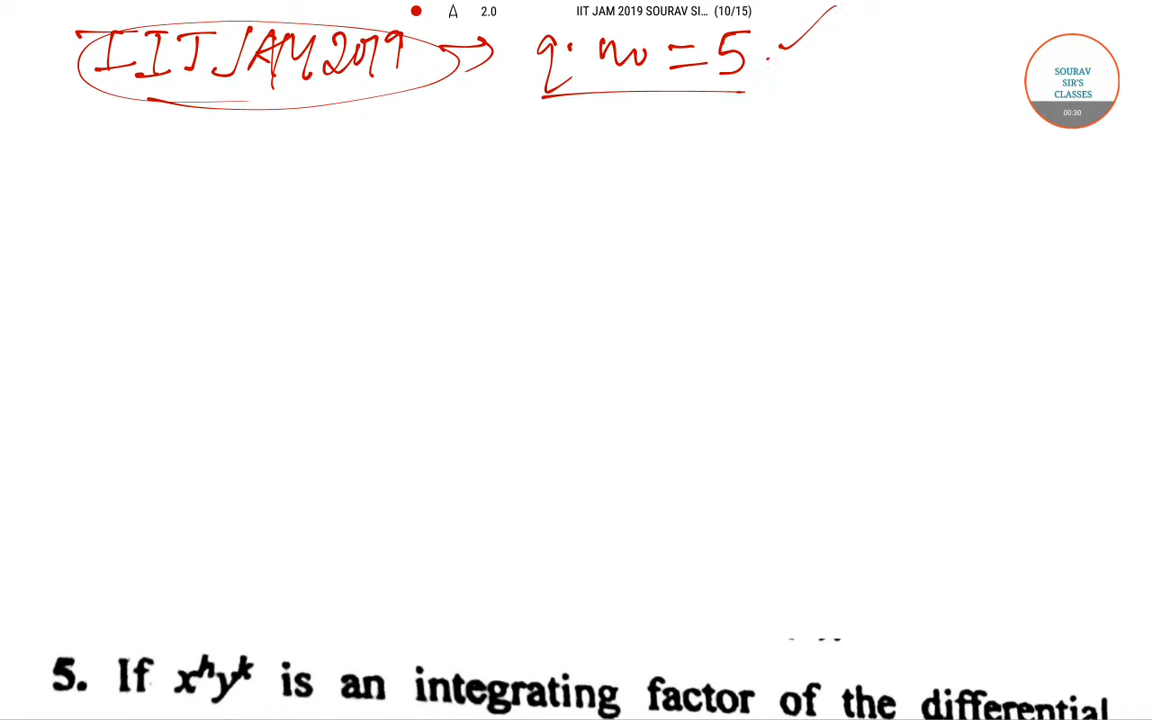 2.0 IIT JAM 2019 SOURAV SI... (10/15)
IIT JAM 2019 → q. no = 5.
SOURAV
SIR'S
CLASSES
00:30
5. If x^h y^k is an integrating factor of the differential